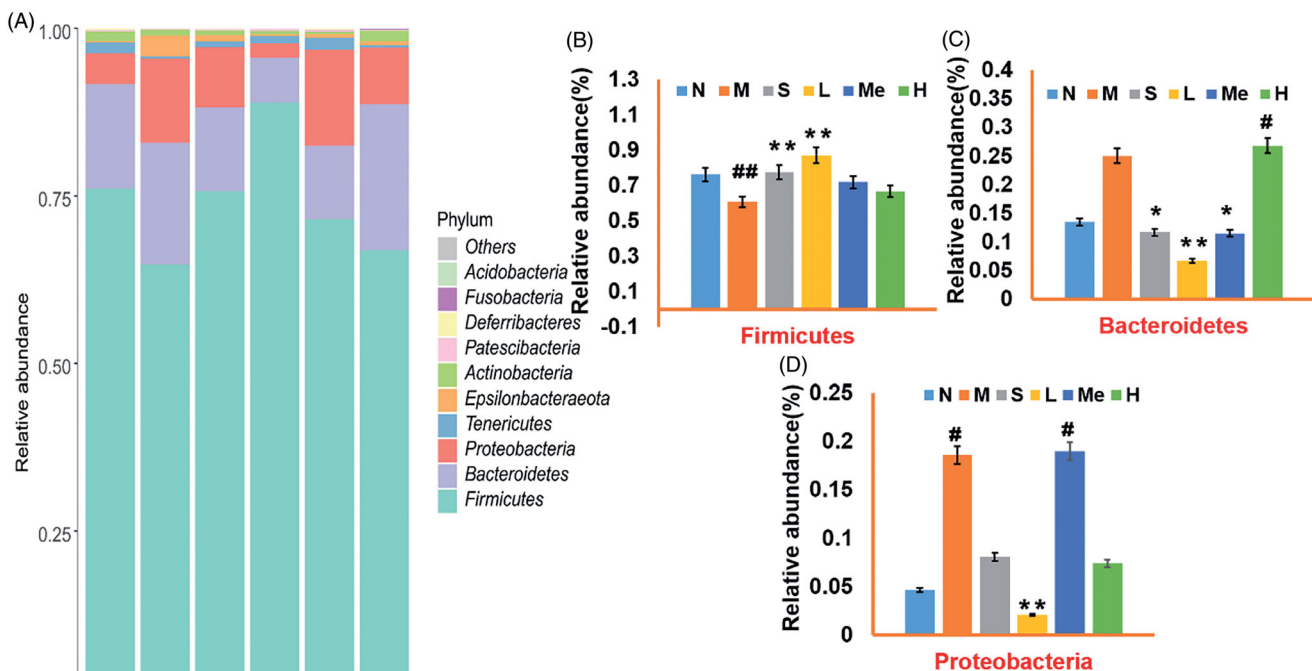 (A)
1.00
0.75
0.50
0.25
Relative abundance
Phylum
Others
Acidobacteria
Fusobacteria
Deferribacteres
Patescibacteria
Actinobacteria
Epsilonbacteraeota
Tenericutes
Proteobacteria
Bacteroidetes
Firmicutes
(B)
Relative abundance(%)
1.3
1.1
0.9
0.7
0.5
0.3
0.1
-0.1
N M S L Me H
##
**
**
Firmicutes
(C)
Relative abundance(%)
0.4
0.35
0.3
0.25
0.2
0.15
0.1
0.05
0
N M S L Me H
*
**
*
#
Bacteroidetes
(D)
Relative abundance(%)
0.25
0.2
0.15
0.1
0.05
0
N M S L Me H
#
**
#
Proteobacteria